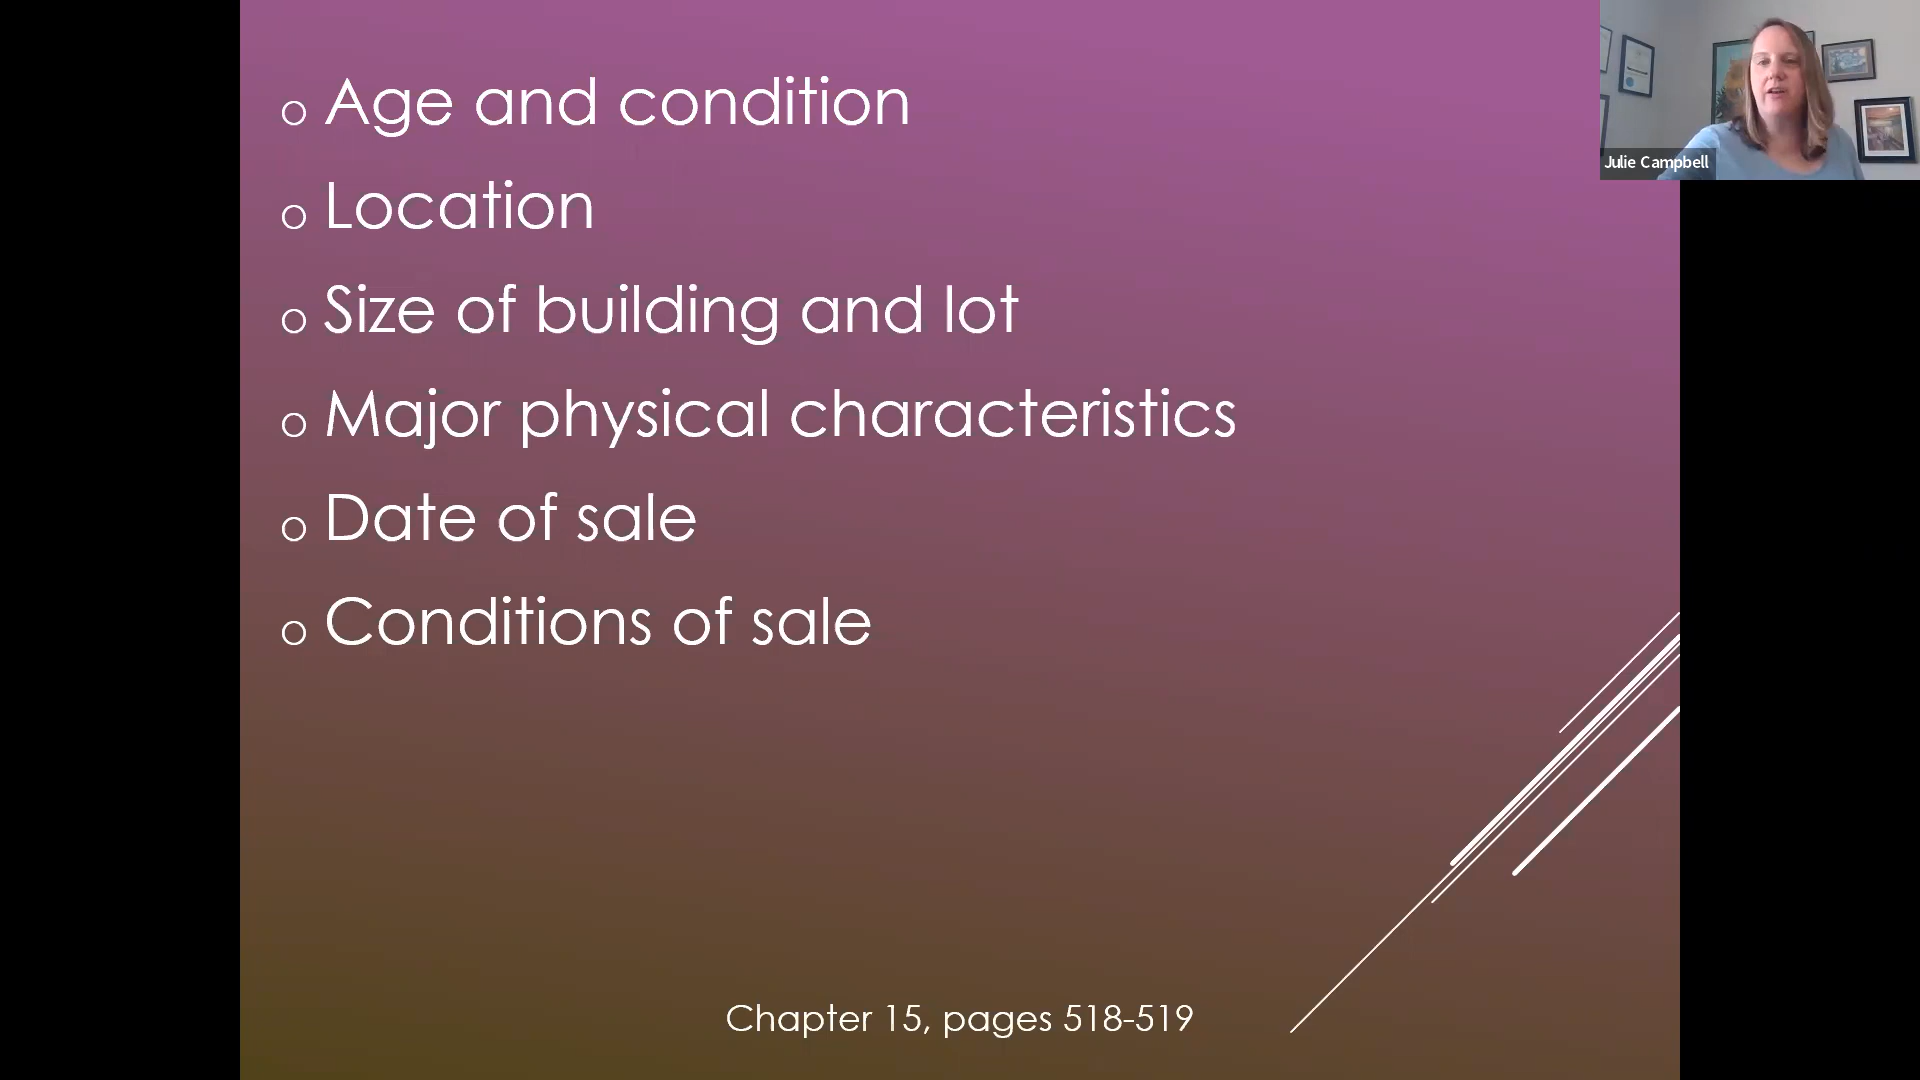 o Age and condition
o Location
o Size of building and lot
o Major physical characteristics
o Date of sale
o Conditions of sale
Chapter 15, pages 518-519
Julie Campbell